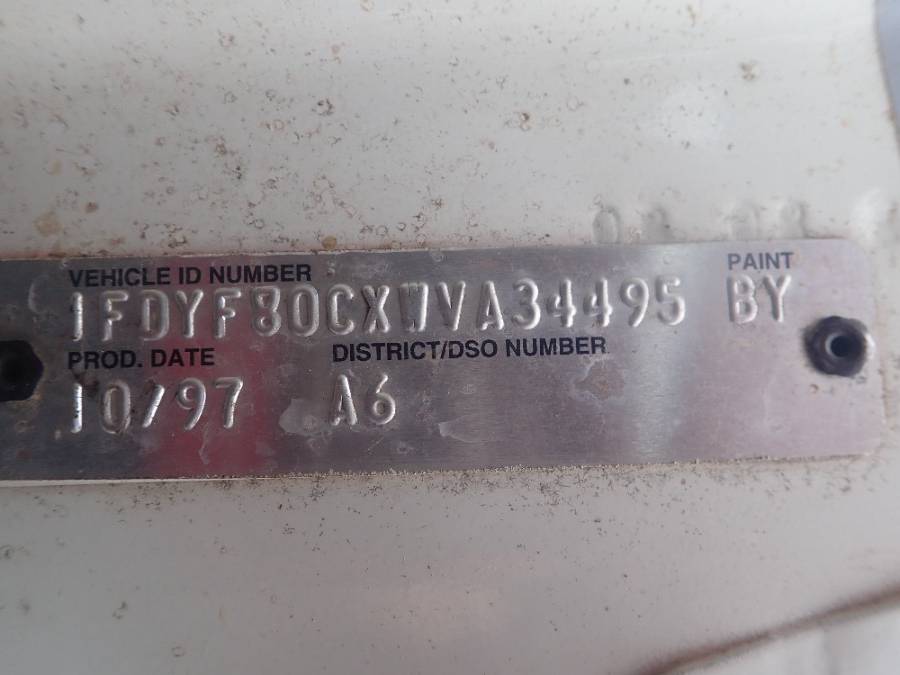 VEHICLE ID NUMBER PAINT
1FDYF80CXWVA34495 BY
PROD. DATE DISTRICT/DSO NUMBER
10/97 A6